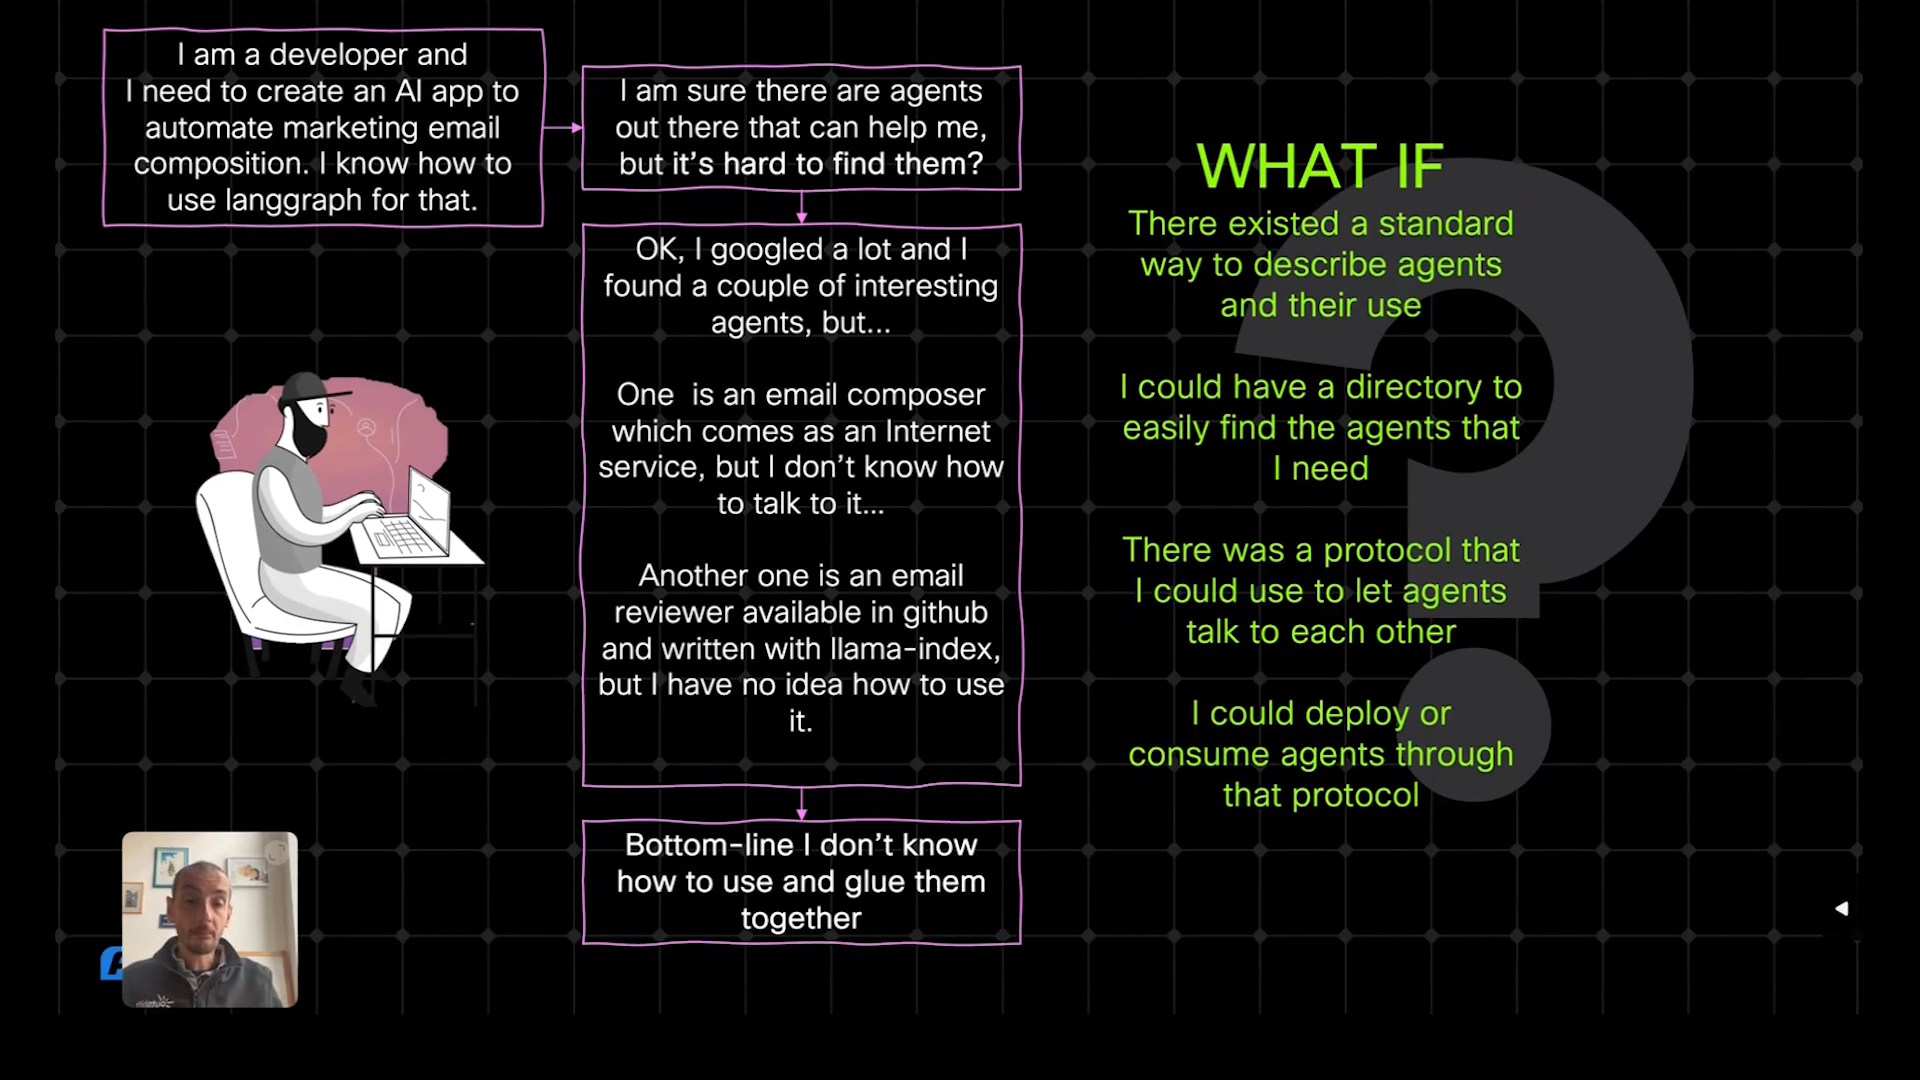 I am a developer and
I need to create an AI app to
automate marketing email
composition. I know how to
use langgraph for that.
I am sure there are agents
out there that can help me,
but it’s hard to find them?
OK, I googled a lot and I
found a couple of interesting
agents, but...
One  is an email composer
which comes as an Internet
service, but I don’t know how
to talk to it...
Another one is an email
reviewer available in github
and written with llama-index,
but I have no idea how to use
it.
Bottom-line I don’t know
how to use and glue them
together
WHAT IF
There existed a standard
way to describe agents
and their use
I could have a directory to
easily find the agents that
I need
There was a protocol that
I could use to let agents
talk to each other
I could deploy or
consume agents through
that protocol